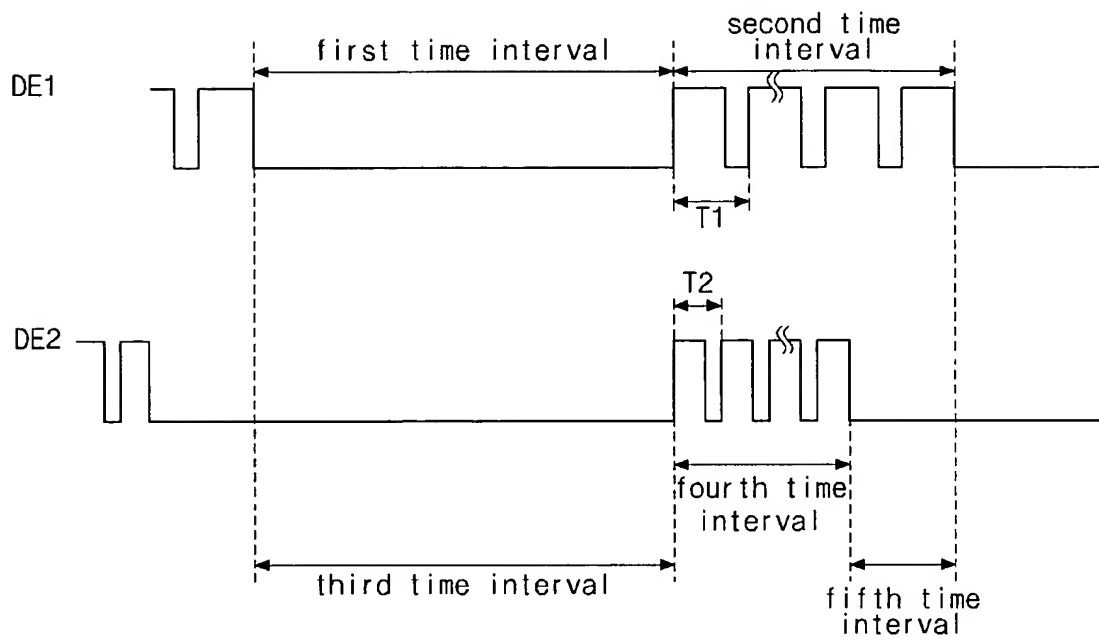 second time
interval
first time interval
DE1
T1
T2
DE2
fourth time
interval
third time interval
fifth time
interval